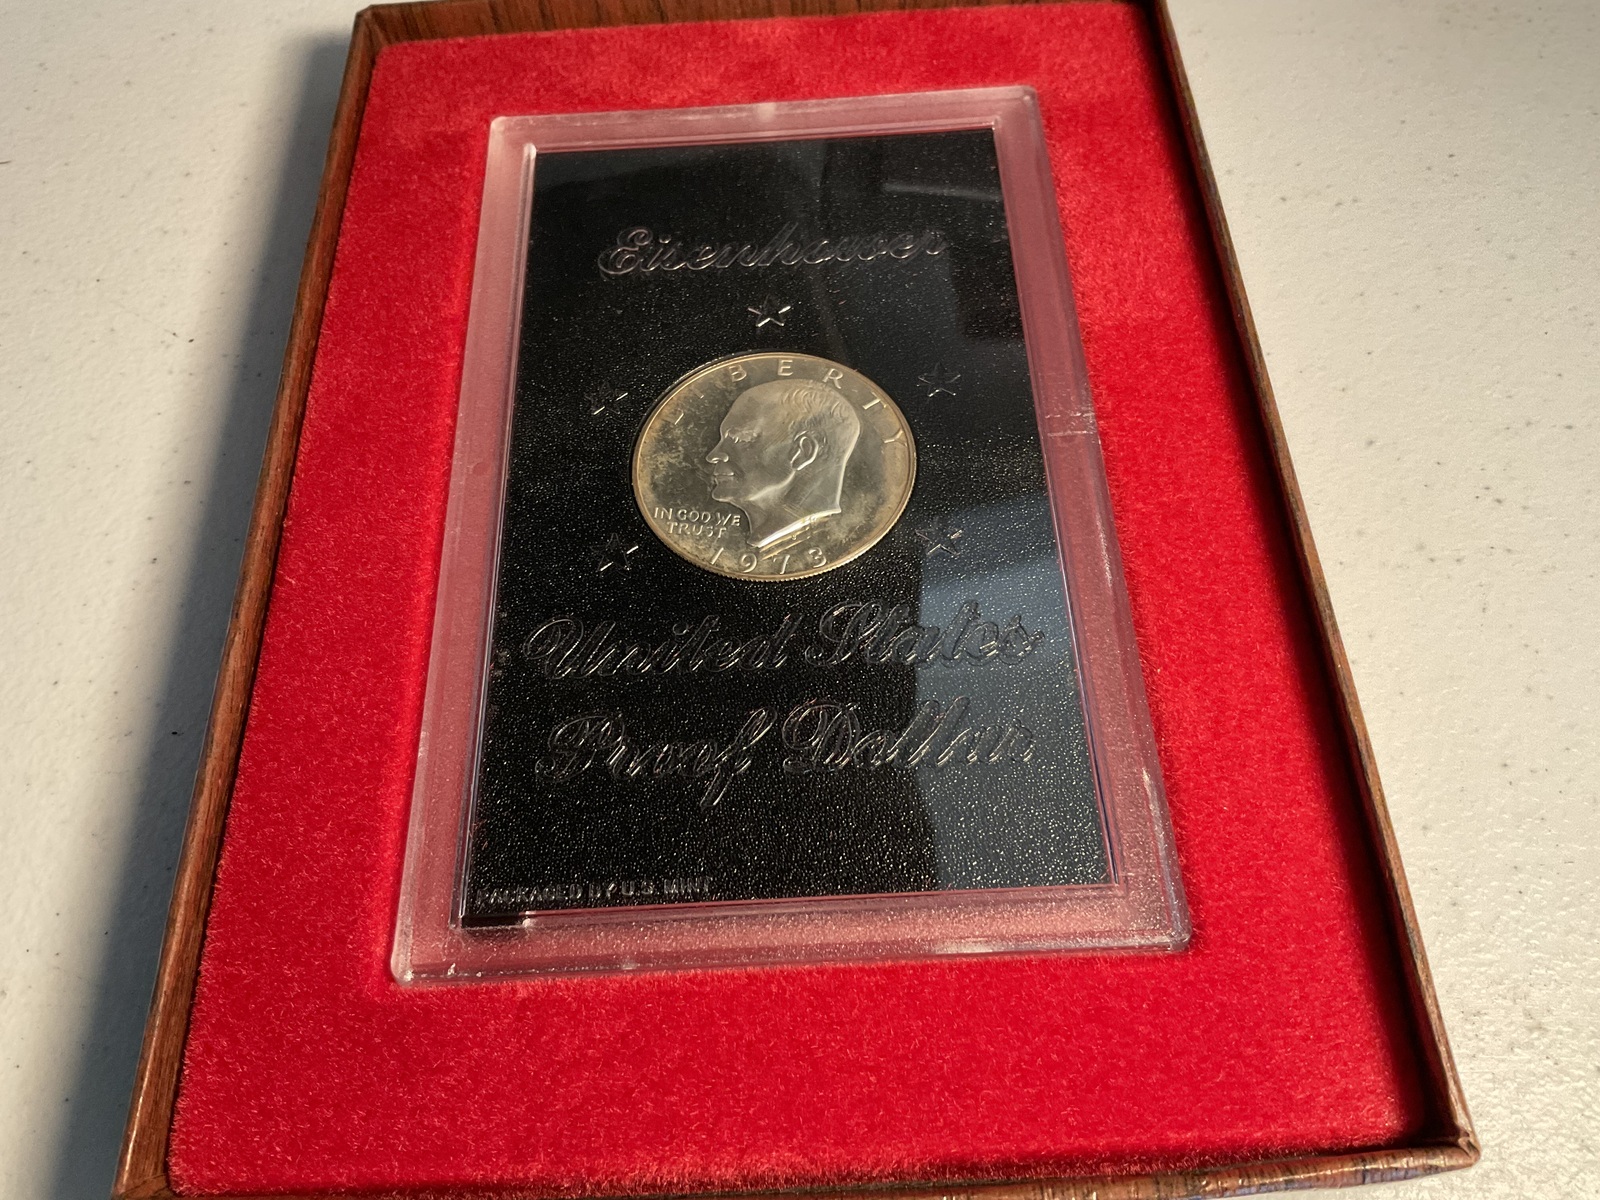 Eisenhower
LIBERTY
IN GOD WE
TRUST
1973
United States
Proof Dollar
PACKAGED BY U.S. MINT